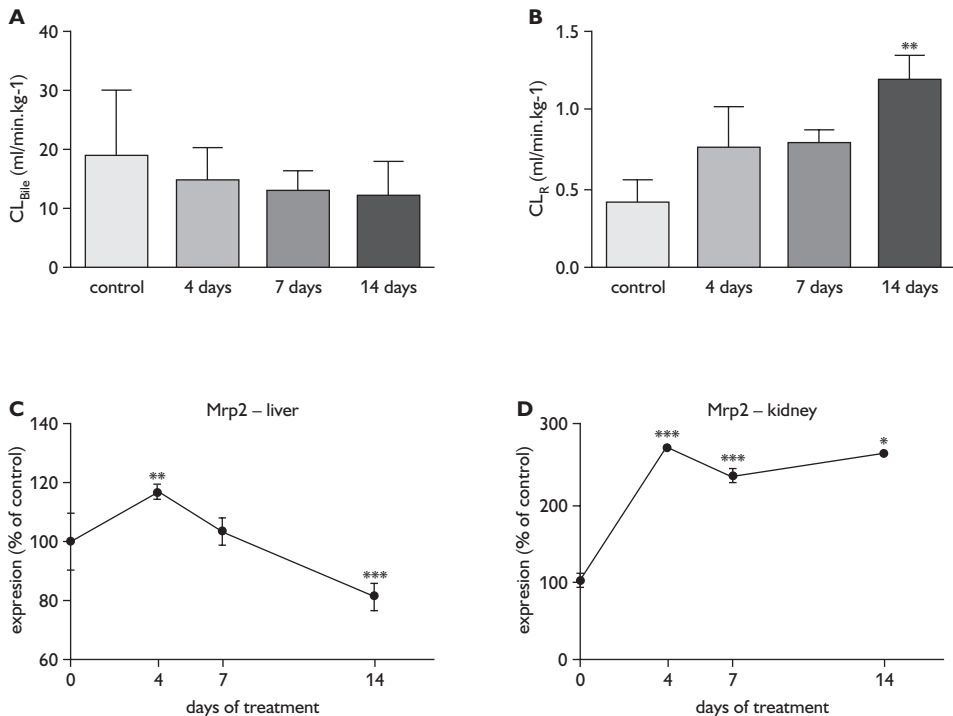 A
CL_Bile (ml/min.kg-1)
40
30
20
10
0
control 4 days 7 days 14 days
B
CL_R (ml/min.kg-1)
**
1.5
1.0
0.5
0.0
control 4 days 7 days 14 days
C
Mrp2 – liver
expresion (% of control)
140
120
100
80
60
**
***
0 4 7 14
days of treatment
D
Mrp2 – kidney
expresion (% of control)
300
200
100
0
***
***
*
0 4 7 14
days of treatment